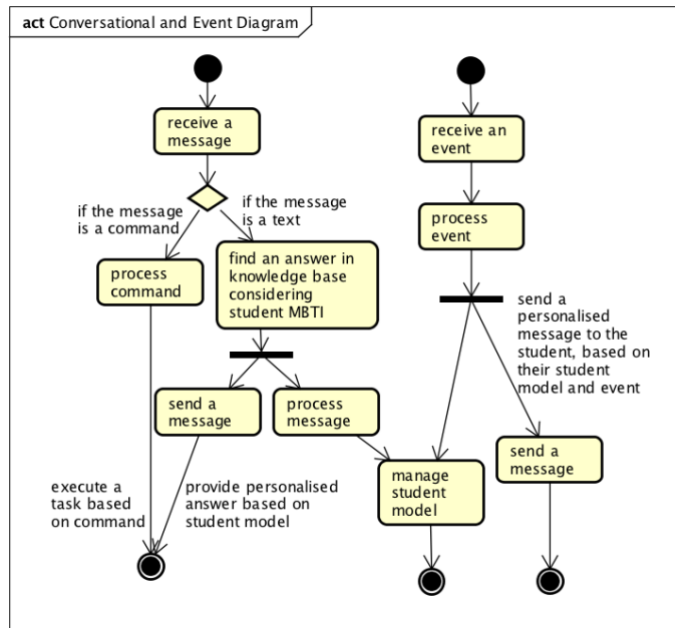 act Conversational and Event Diagram
receive a
message
receive an
event
if the message
is a command
if the message
is a text
process
command
find an answer in
knowledge base
considering
student MBTI
process
event
send a
personalised
message to the
student, based on
their student
model and event
send a
message
process
message
send a
message
manage
student
model
execute a
task based
on command
provide personalised
answer based on
student model